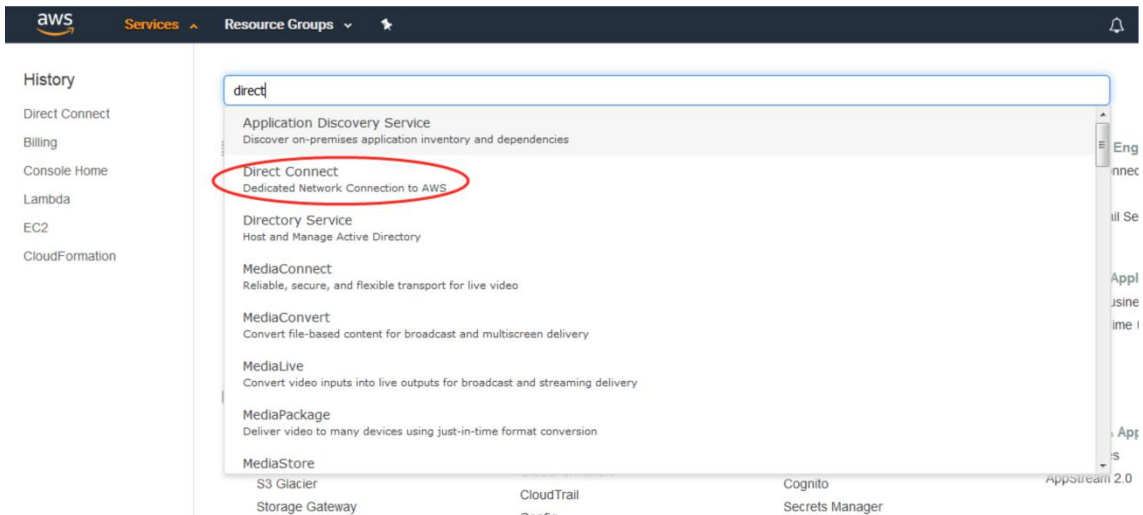 aws
Services
Resource Groups
History
Direct Connect
Billing
Console Home
Lambda
EC2
CloudFormation
direct
Application Discovery Service
Discover on-premises application inventory and dependencies
Direct Connect
Dedicated Network Connection to AWS
Directory Service
Host and Manage Active Directory
MediaConnect
Reliable, secure, and flexible transport for live video
MediaConvert
Convert file-based content for broadcast and multiscreen delivery
MediaLive
Convert video inputs into live outputs for broadcast and streaming delivery
MediaPackage
Deliver video to many devices using just-in-time format conversion
MediaStore
S3 Glacier
Storage Gateway
CloudTrail
Cognito
Secrets Manager
AppStream 2.0